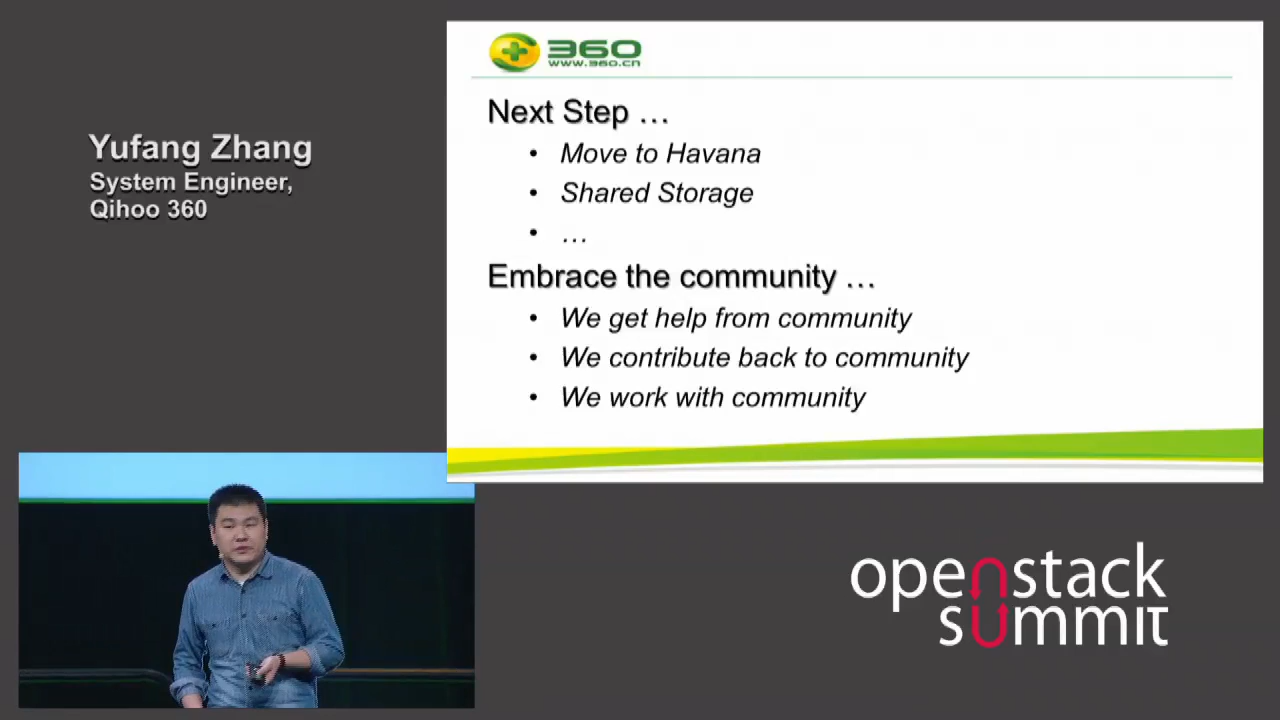 Yufang Zhang
System Engineer,
Qihoo 360
360
www.360.cn
Next Step …
• Move to Havana
• Shared Storage
• …
Embrace the community …
• We get help from community
• We contribute back to community
• We work with community
openstack
summit